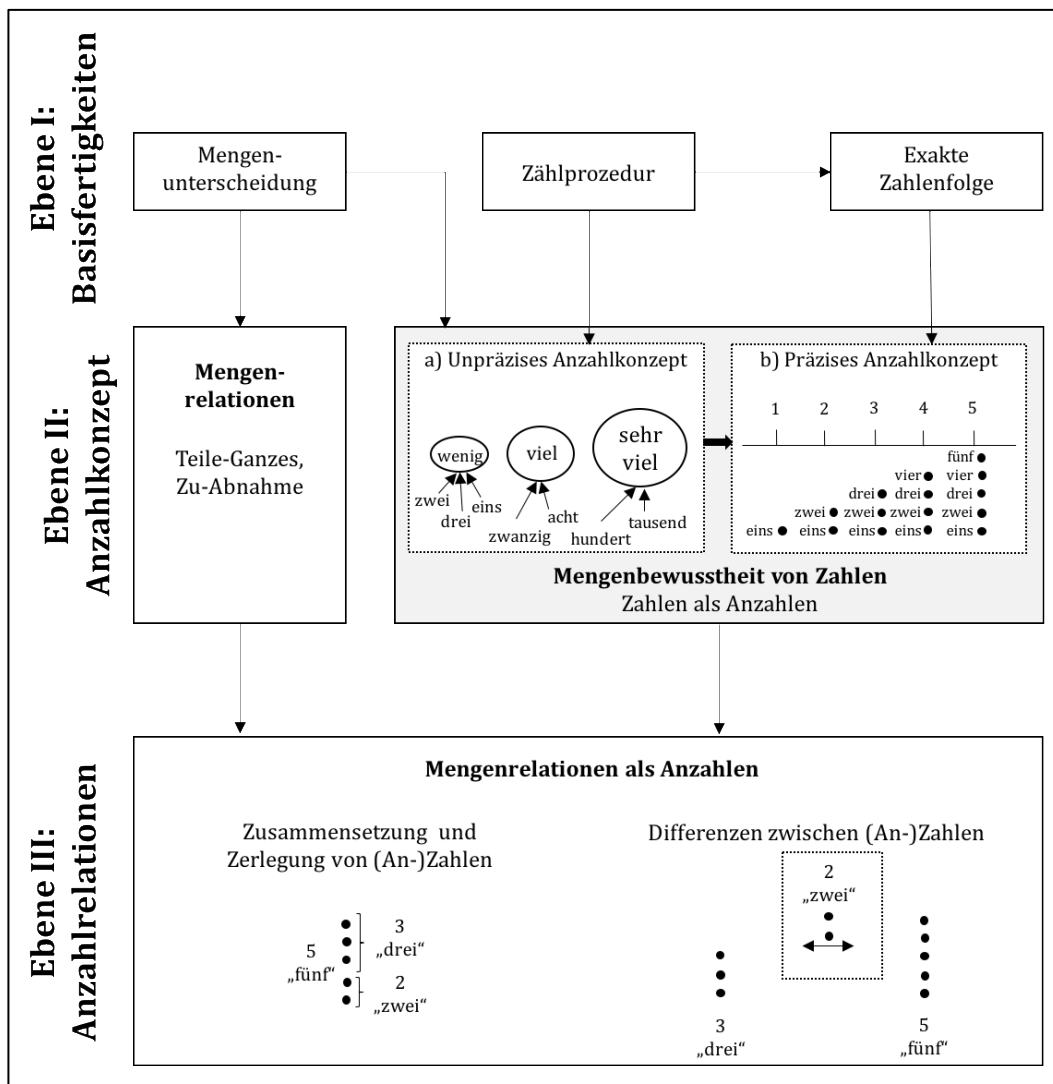 Ebene I:
Basisfertigkeiten
Mengen-
unterscheidung
Zählprozedur
Exakte
Zahlenfolge
Ebene II:
Anzahlkonzept
Mengen-
relationen
Teile-Ganzes,
Zu-Abnahme
a) Unpräzises Anzahlkonzept
wenig
viel
sehr
viel
zwei
drei
eins
zwanzig
acht
hundert
tausend
b) Präzises Anzahlkonzept
1 2 3 4 5
fünf
vier vier
drei drei drei
zwei zwei zwei zwei
eins eins eins eins eins
Mengenbewusstheit von Zahlen
Zahlen als Anzahlen
Ebene III:
Anzahlrelationen
Mengenrelationen als Anzahlen
Zusammensetzung und
Zerlegung von (An-)Zahlen
5
„fünf“
3
„drei“
2
„zwei“
Differenzen zwischen (An-)Zahlen
2
„zwei“
3
„drei“
5
„fünf“